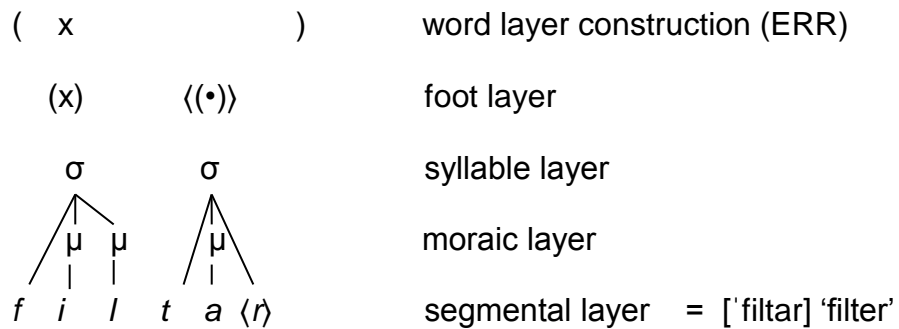 ( x ) word layer construction (ERR)
(x) ⟨(•)⟩ foot layer
σ σ syllable layer
μ μ μ moraic layer
f i l t a ⟨r⟩ segmental layer = [ˈfiltar] ‘filter’